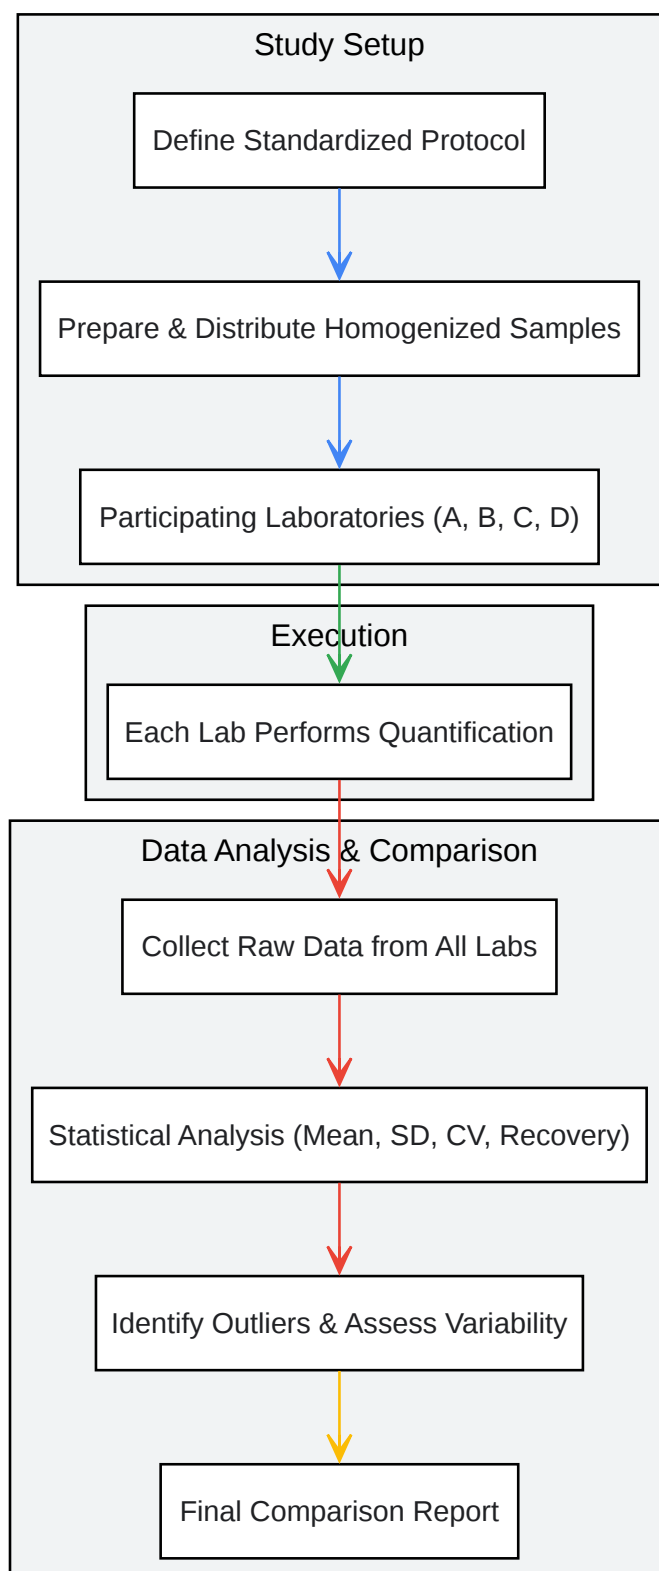 Study Setup
Define Standardized Protocol
Prepare & Distribute Homogenized Samples
Participating Laboratories (A, B, C, D)
Execution
Each Lab Performs Quantification
Data Analysis & Comparison
Collect Raw Data from All Labs
Statistical Analysis (Mean, SD, CV, Recovery)
Identify Outliers & Assess Variability
Final Comparison Report